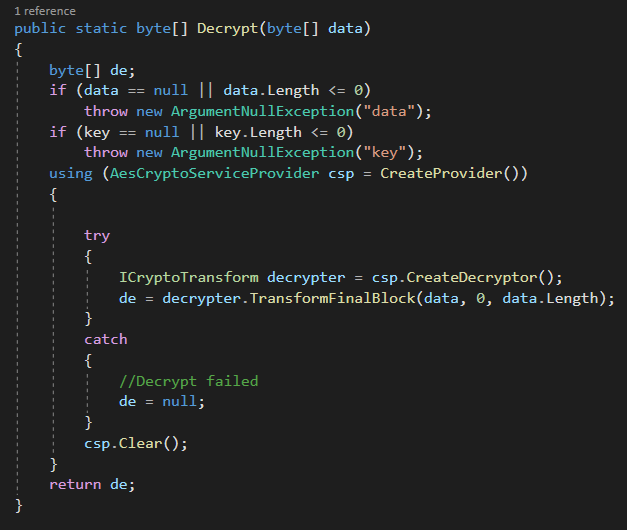 1 reference
public static byte[] Decrypt(byte[] data)
{
    byte[] de;
    if (data == null || data.Length <= 0)
        throw new ArgumentNullException("data");
    if (key == null || key.Length <= 0)
        throw new ArgumentNullException("key");
    using (AesCryptoServiceProvider csp = CreateProvider())
    {

        try
        {
            ICryptoTransform decrypter = csp.CreateDecryptor();
            de = decrypter.TransformFinalBlock(data, 0, data.Length);
        }
        catch
        {
            //Decrypt failed
            de = null;
        }
        csp.Clear();
    }
    return de;
}